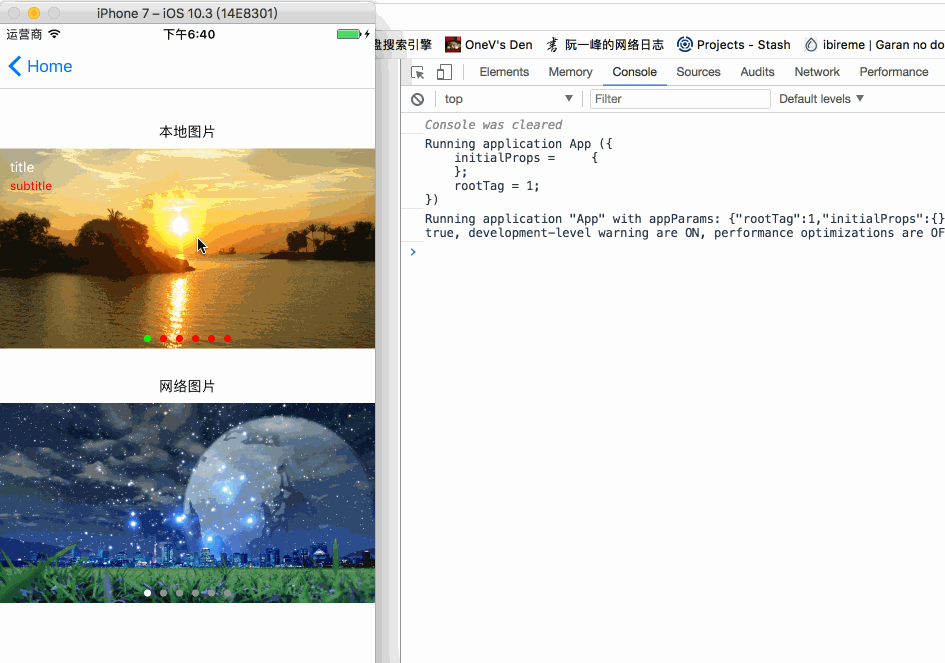 iPhone 7 – iOS 10.3 (14E8301)
运营商
下午6:40
Home
本地图片
title
subtitle
网络图片
盘搜索引擎
OneV's Den
阮一峰的网络日志
Projects - Stash
ibireme | Garan no do
Elements
Memory
Console
Sources
Audits
Network
Performance
top
Filter
Default levels
Console was cleared
Running application App ({
initialProps = {
};
rootTag = 1;
})
Running application "App" with appParams: {"rootTag":1,"initialProps":{}
true, development-level warning are ON, performance optimizations are OF